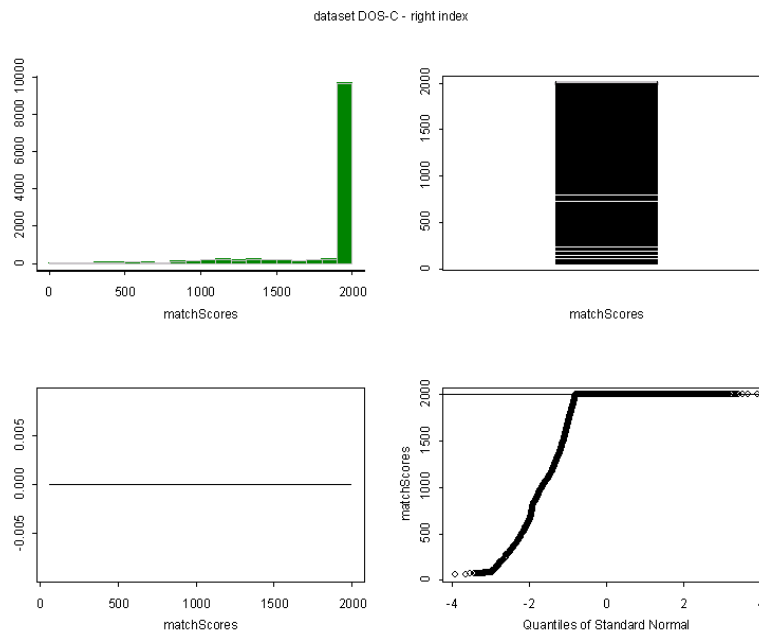 dataset DOS-C - right index
10000
8000
6000
4000
2000
0
0 500 1000 1500 2000
matchScores
2000
1500
1000
500
0
matchScores
0.005
0.000
-0.005
0 500 1000 1500 2000
matchScores
matchScores
2000
1500
1000
500
0
-4 -2 0 2 4
Quantiles of Standard Normal